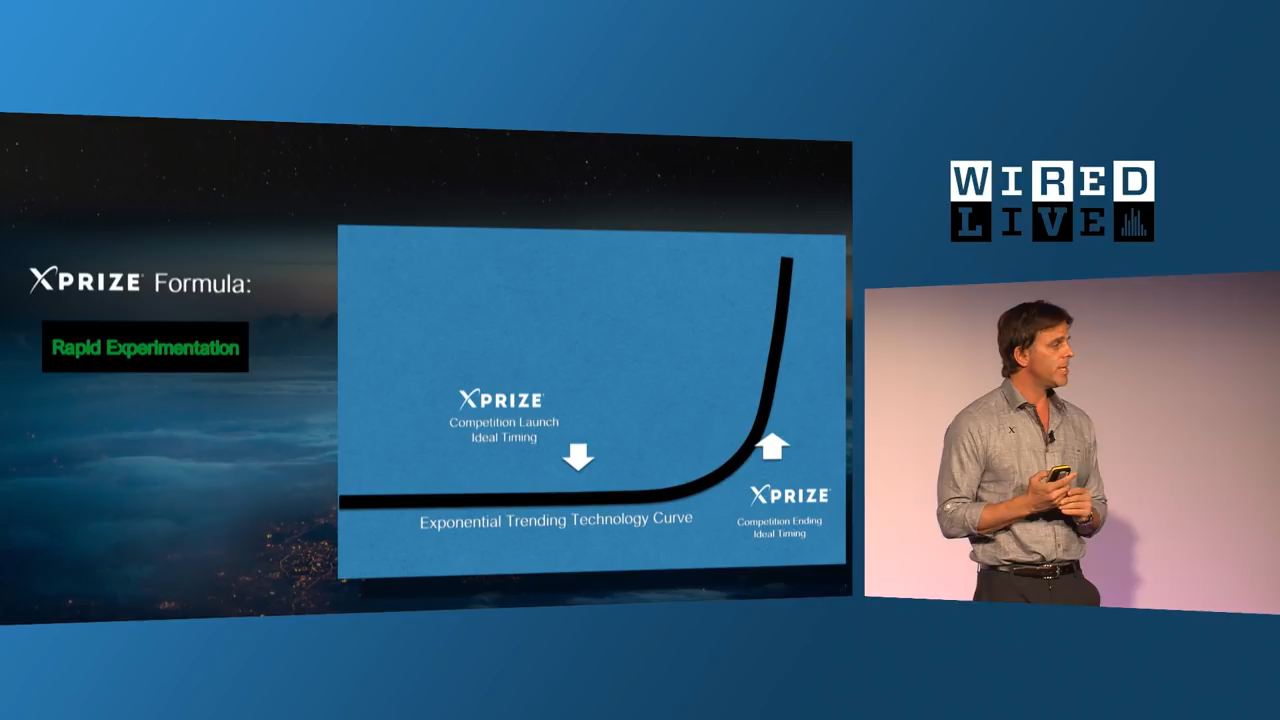 WIRED
LIVE
XPRIZE Formula:
Rapid Experimentation
XPRIZE
Competition Launch
Ideal Timing
Exponential Trending Technology Curve
XPRIZE
Competition Ending
Ideal Timing
X